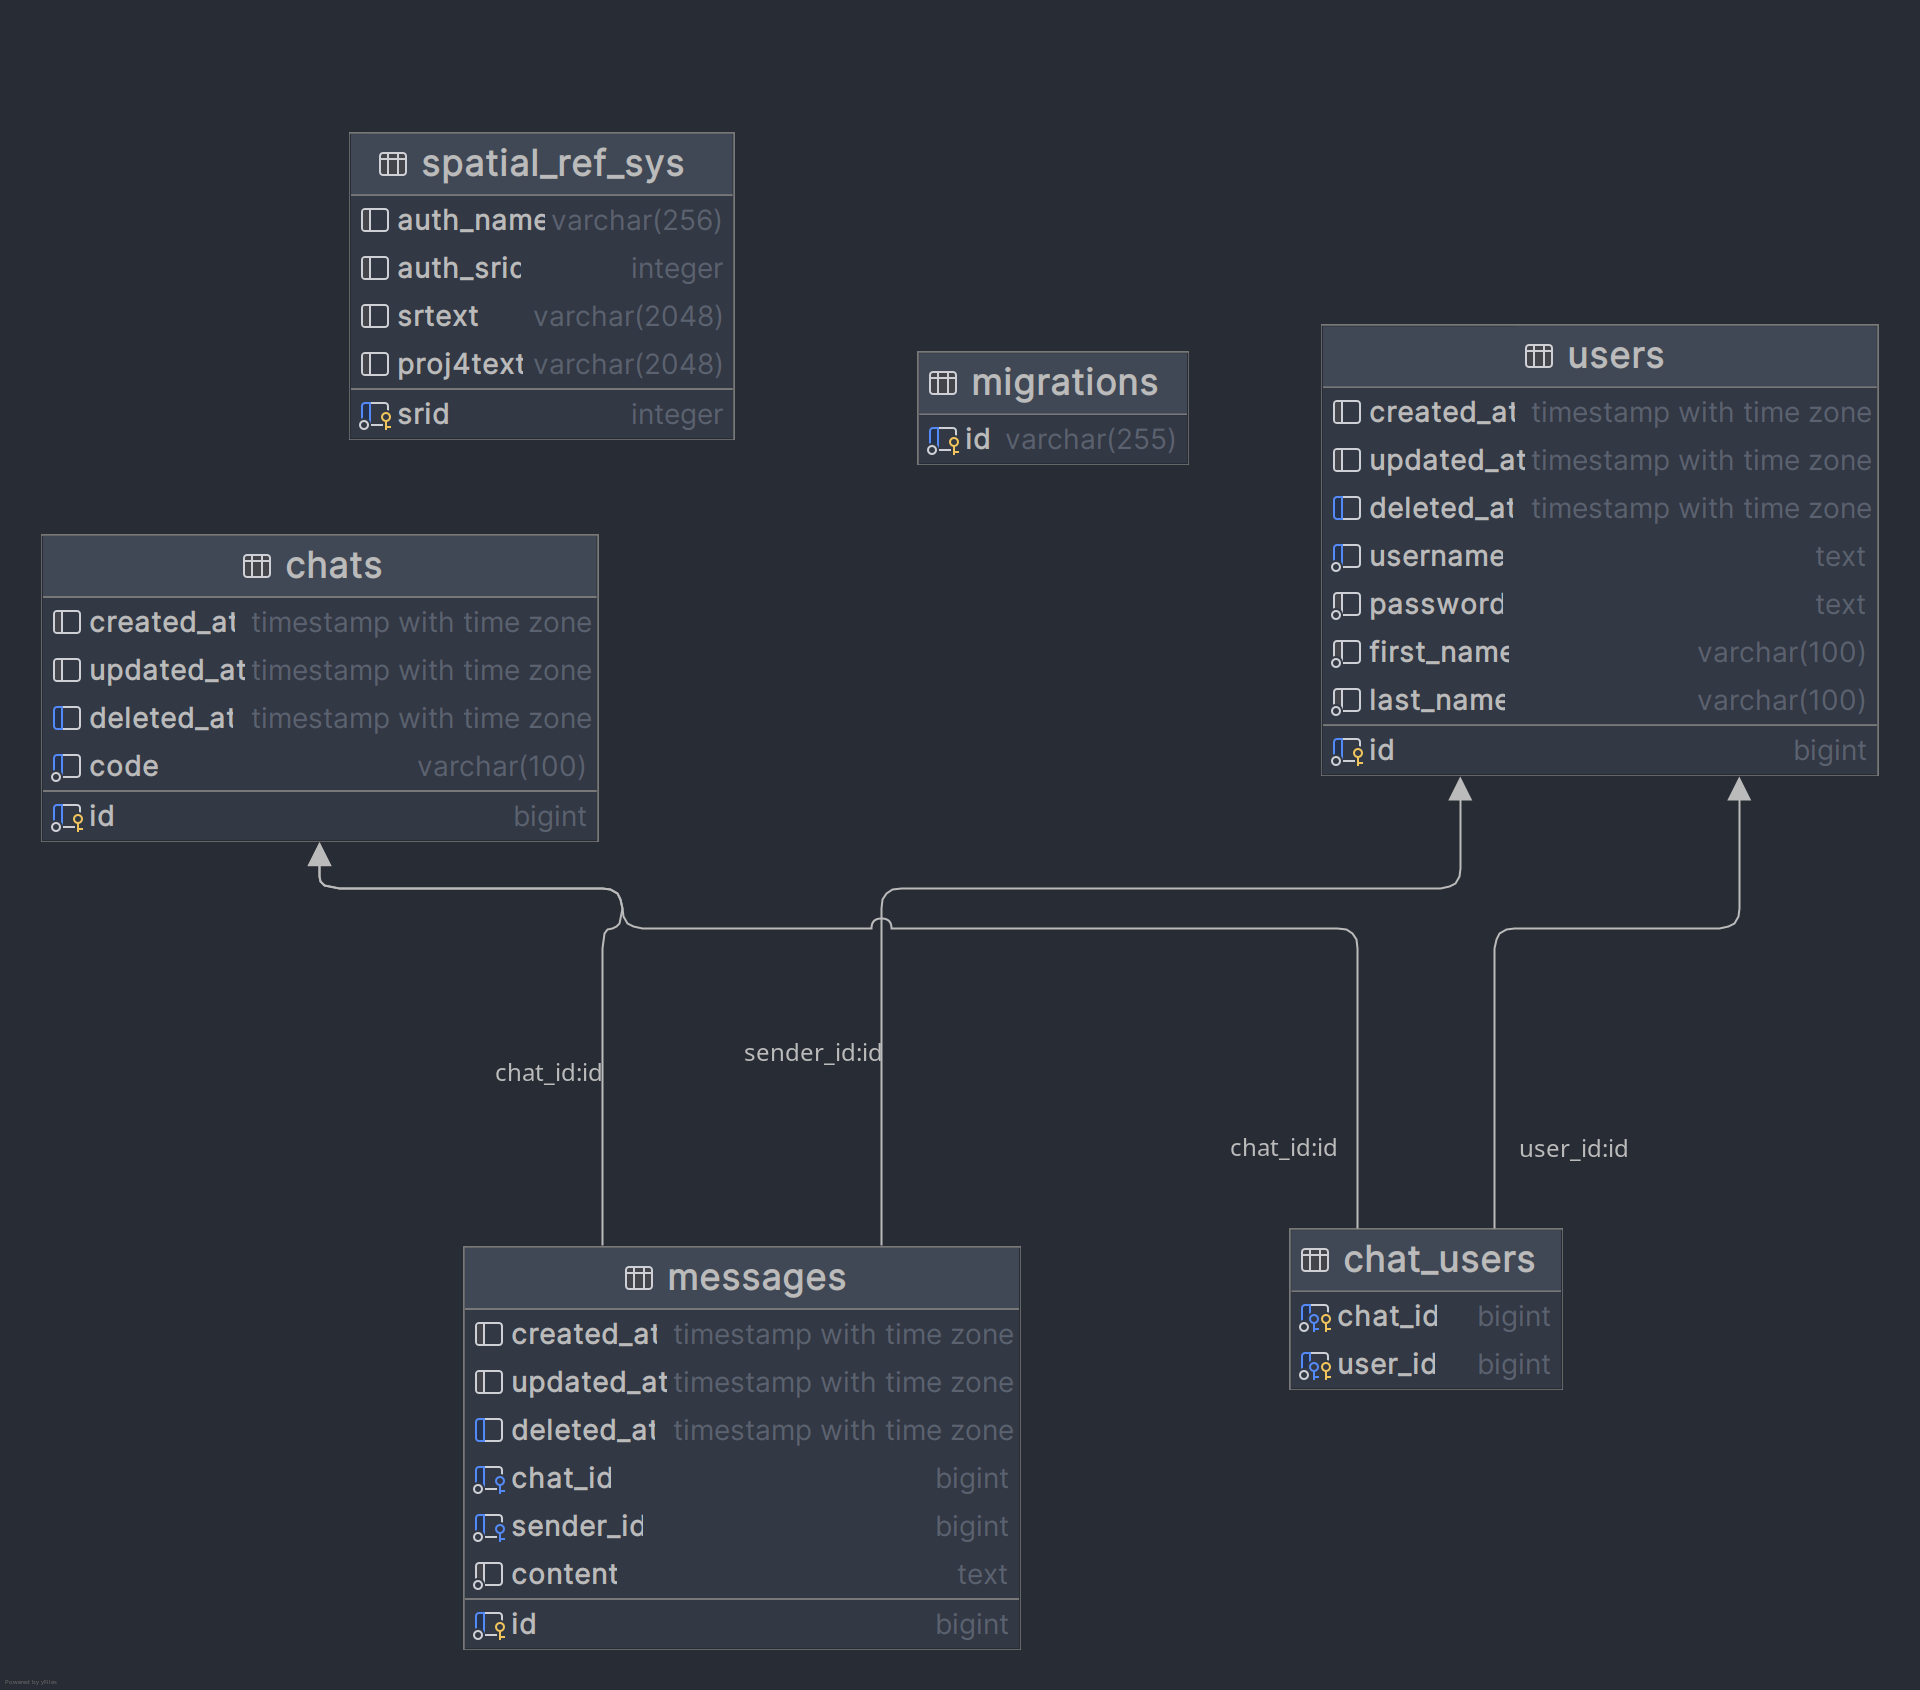 spatial_ref_sys
auth_name varchar(256)
auth_srid integer
srtext varchar(2048)
proj4text varchar(2048)
srid integer
migrations
id varchar(255)
users
created_at timestamp with time zone
updated_at timestamp with time zone
deleted_at timestamp with time zone
username text
password text
first_name varchar(100)
last_name varchar(100)
id bigint
chats
created_at timestamp with time zone
updated_at timestamp with time zone
deleted_at timestamp with time zone
code varchar(100)
id bigint
sender_id:id
chat_id:id
chat_id:id
user_id:id
messages
created_at timestamp with time zone
updated_at timestamp with time zone
deleted_at timestamp with time zone
chat_id bigint
sender_id bigint
content text
id bigint
chat_users
chat_id bigint
user_id bigint
Powered by yFiles